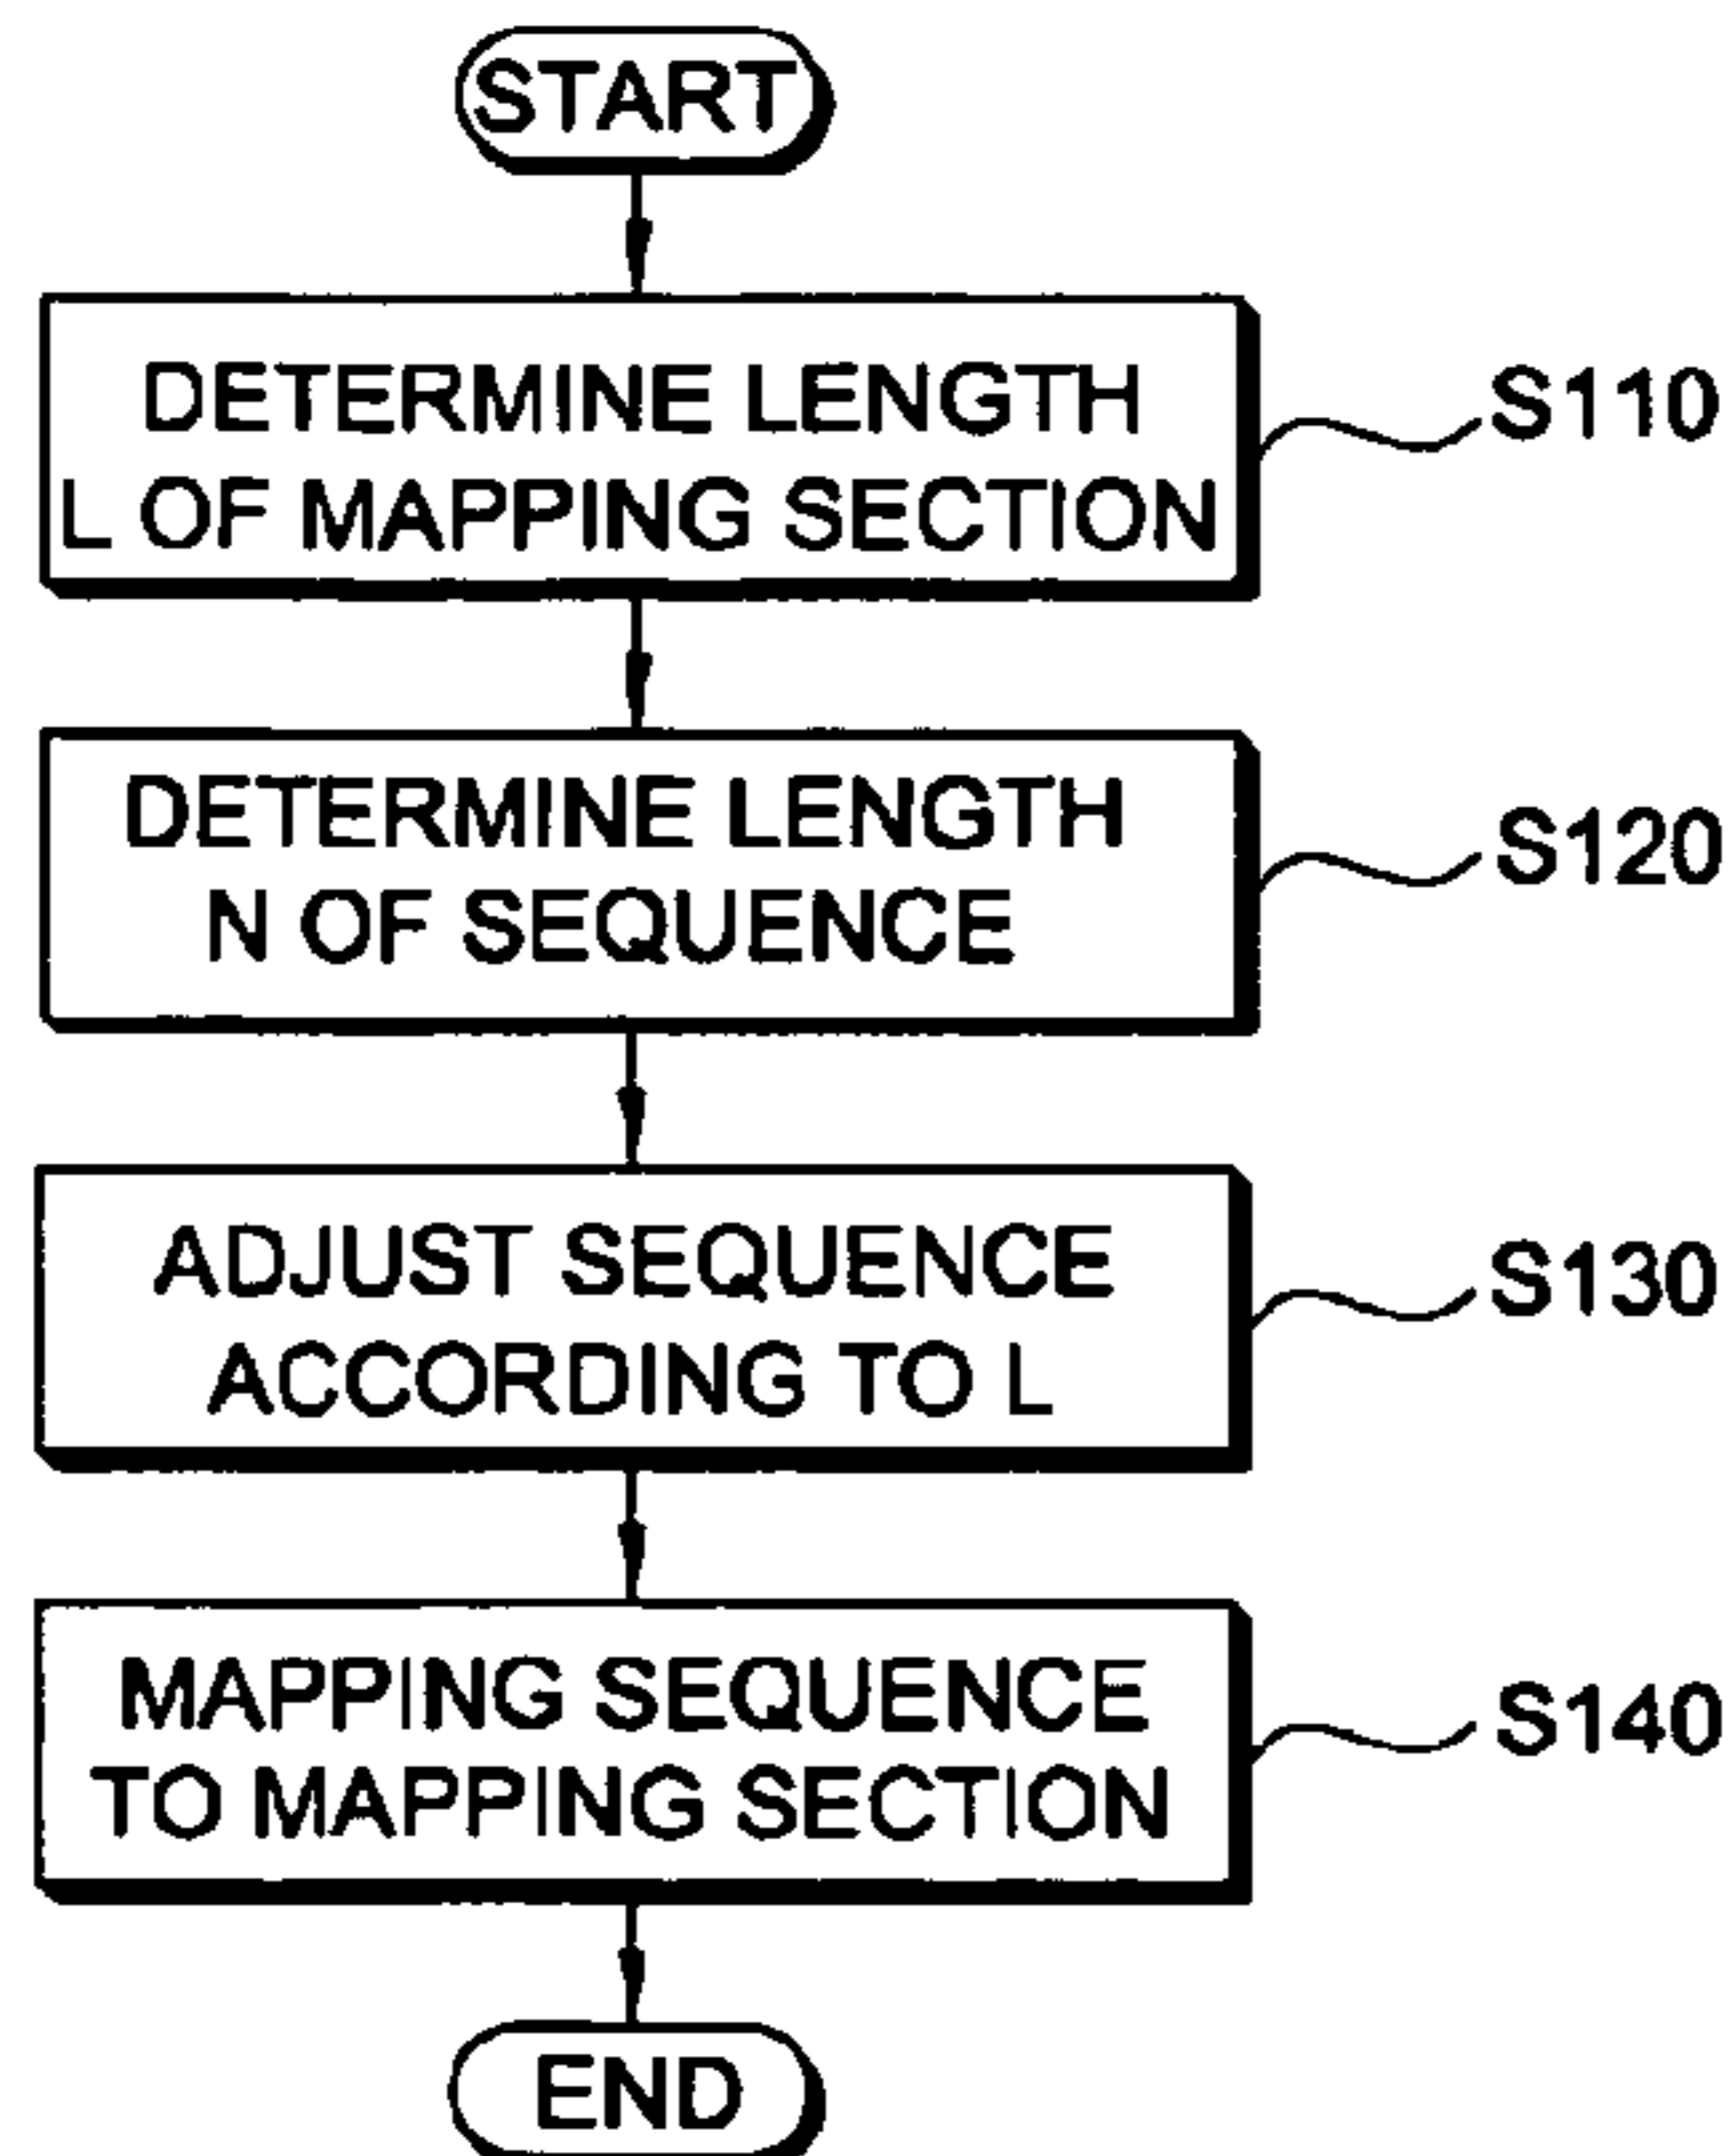 START
DETERMINE LENGTH
L OF MAPPING SECTION
S110
DETERMINE LENGTH
N OF SEQUENCE
S120
ADJUST SEQUENCE
ACCORDING TO L
S130
MAPPING SEQUENCE
TO MAPPING SECTION
S140
END